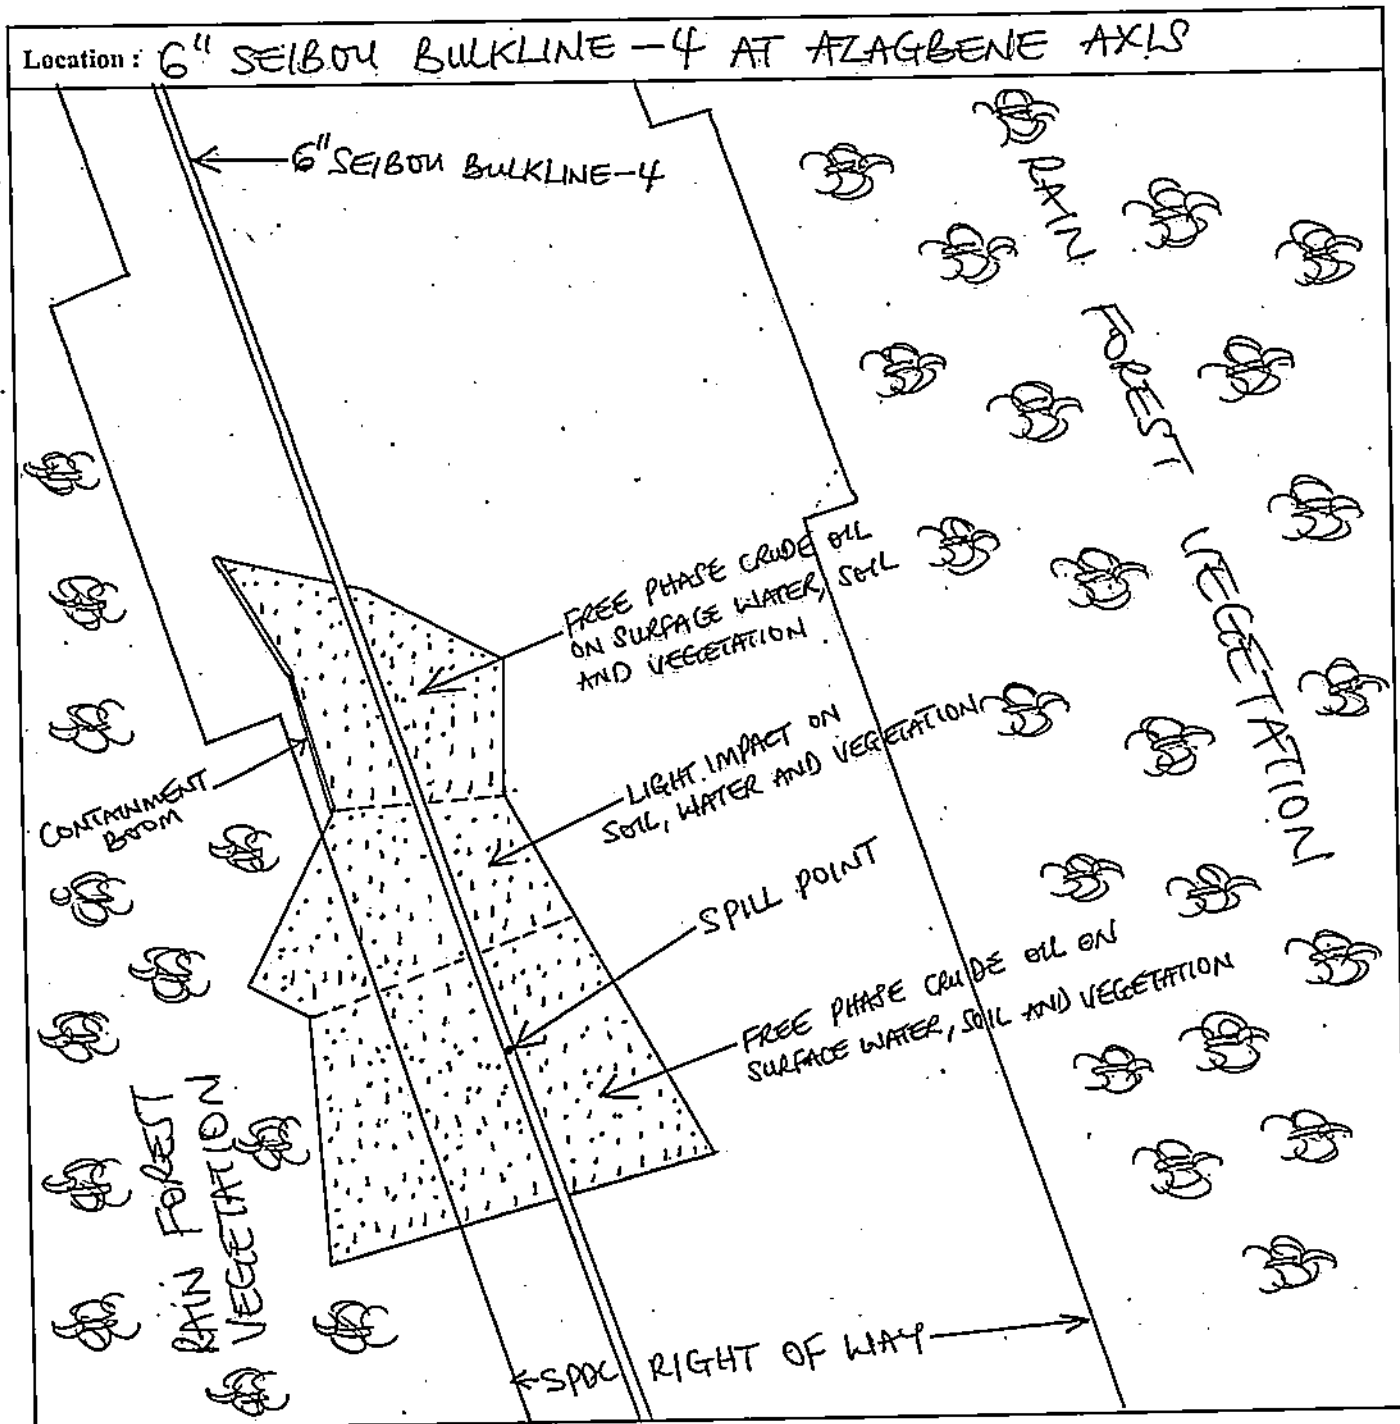 Location : 6" SEIBOU BULKLINE-4 AT AZAGBENE AXIS
6" SEIBOU BULKLINE-4
RAIN FOREST VEGETATION
FREE PHASE CRUDE OIL
ON SURFACE WATER, SOIL
AND VEGETATION
LIGHT IMPACT ON
SOIL, WATER AND VEGETATION
CONTAINMENT
BOOM
SPILL POINT
FREE PHASE CRUDE OIL ON
SURFACE WATER, SOIL AND VEGETATION
RAIN FOREST
VEGETATION
SPDC RIGHT OF WAY